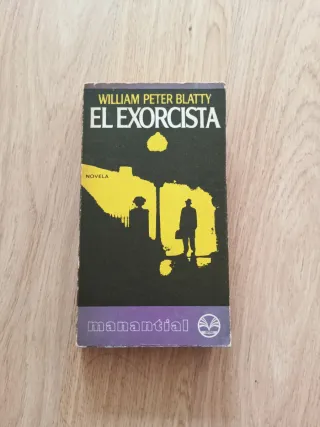 WILLIAM PETER BLATTY
EL EXORCISTA
NOVELA
manantial